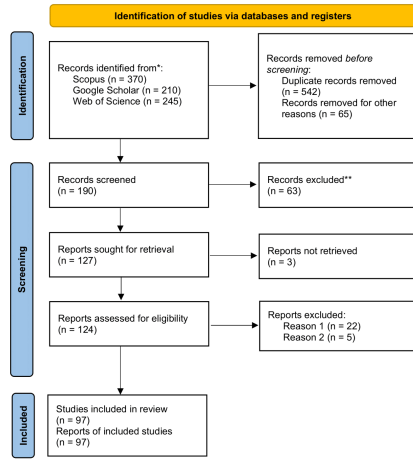 Identification of studies via databases and registers
Identification
Records identified from*:
Scopus (n = 370)
Google Scholar (n = 210)
Web of Science (n = 245)
Records removed before
screening:
Duplicate records removed
(n = 542)
Records removed for other
reasons (n = 65)
Screening
Records screened
(n = 190)
Records excluded**
(n = 63)
Reports sought for retrieval
(n = 127)
Reports not retrieved
(n = 3)
Reports assessed for eligibility
(n = 124)
Reports excluded:
Reason 1 (n = 22)
Reason 2 (n = 5)
Included
Studies included in review
(n = 97)
Reports of included studies
(n = 97)